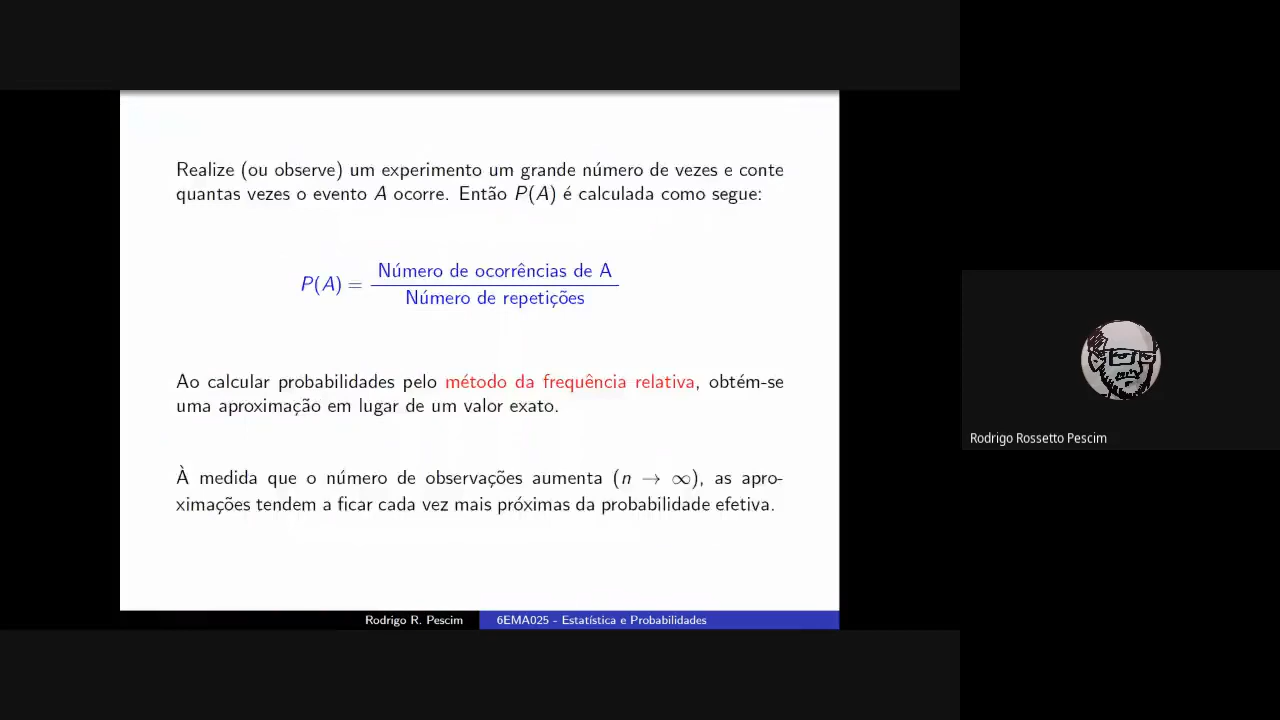 Realize (ou observe) um experimento um grande número de vezes e conte
quantas vezes o evento A ocorre. Então P(A) é calculada como segue:
P(A) = Número de ocorrências de A
Número de repetições
Ao calcular probabilidades pelo método da frequência relativa, obtém-se
uma aproximação em lugar de um valor exato.
À medida que o número de observações aumenta (n → ∞), as apro-
ximações tendem a ficar cada vez mais próximas da probabilidade efetiva.
Rodrigo R. Pescim
6EMA025 - Estatística e Probabilidades
Rodrigo Rossetto Pescim